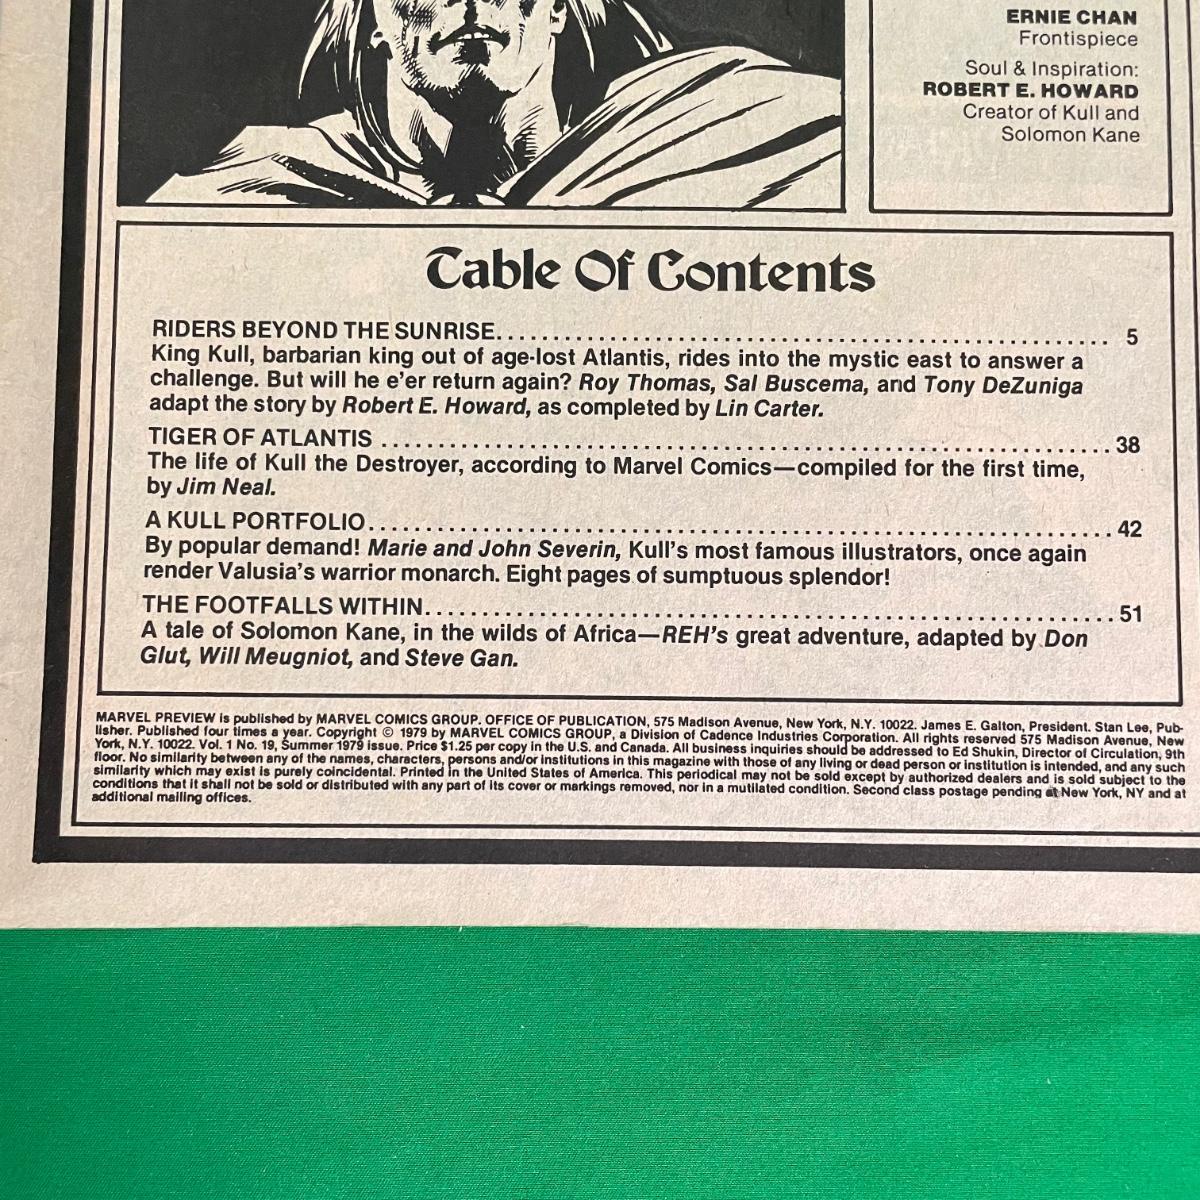 ERNIE CHAN
Frontispiece
Soul & Inspiration:
ROBERT E. HOWARD
Creator of Kull and
Solomon Kane
Table Of Contents
RIDERS BEYOND THE SUNRISE. . . . . . . . . . . . . . . . . . . . . . . . . . . . . . . . . . . . . . . . . . . . . . . . . . . . . . 5
King Kull, barbarian king out of age-lost Atlantis, rides into the mystic east to answer a
challenge. But will he e'er return again? Roy Thomas, Sal Buscema, and Tony DeZuniga
adapt the story by Robert E. Howard, as completed by Lin Carter.
TIGER OF ATLANTIS . . . . . . . . . . . . . . . . . . . . . . . . . . . . . . . . . . . . . . . . . . . . . . . . . . . . . . . . . . . . . 38
The life of Kull the Destroyer, according to Marvel Comics—compiled for the first time,
by Jim Neal.
A KULL PORTFOLIO. . . . . . . . . . . . . . . . . . . . . . . . . . . . . . . . . . . . . . . . . . . . . . . . . . . . . . . . . . . . . . 42
By popular demand! Marie and John Severin, Kull's most famous illustrators, once again
render Valusia's warrior monarch. Eight pages of sumptuous splendor!
THE FOOTFALLS WITHIN. . . . . . . . . . . . . . . . . . . . . . . . . . . . . . . . . . . . . . . . . . . . . . . . . . . . . . . . . 51
A tale of Solomon Kane, in the wilds of Africa—REH's great adventure, adapted by Don
Glut, Will Meugniot, and Steve Gan.
MARVEL PREVIEW is published by MARVEL COMICS GROUP. OFFICE OF PUBLICATION, 575 Madison Avenue, New York, N.Y. 10022. James E. Galton, President. Stan Lee, Pub-
lisher. Published four times a year. Copyright © 1979 by MARVEL COMICS GROUP, a Division of Cadence Industries Corporation. All rights reserved 575 Madison Avenue, New
York, N.Y. 10022. Vol. 1 No. 19, Summer 1979 issue. Price $1.25 per copy in the U.S. and Canada. All business inquiries should be addressed to Ed Shukin, Director of Circulation, 9th
floor. No similarity between any of the names, characters, persons and/or institutions in this magazine with those of any living or dead person or institution is intended, and any such
similarity which may exist is purely coincidental. Printed in the United States of America. This periodical may not be sold except by authorized dealers and is sold subject to the
conditions that it shall not be sold or distributed with any part of its cover or markings removed, nor in a mutilated condition. Second class postage pending at New York, NY and at
additional mailing offices.